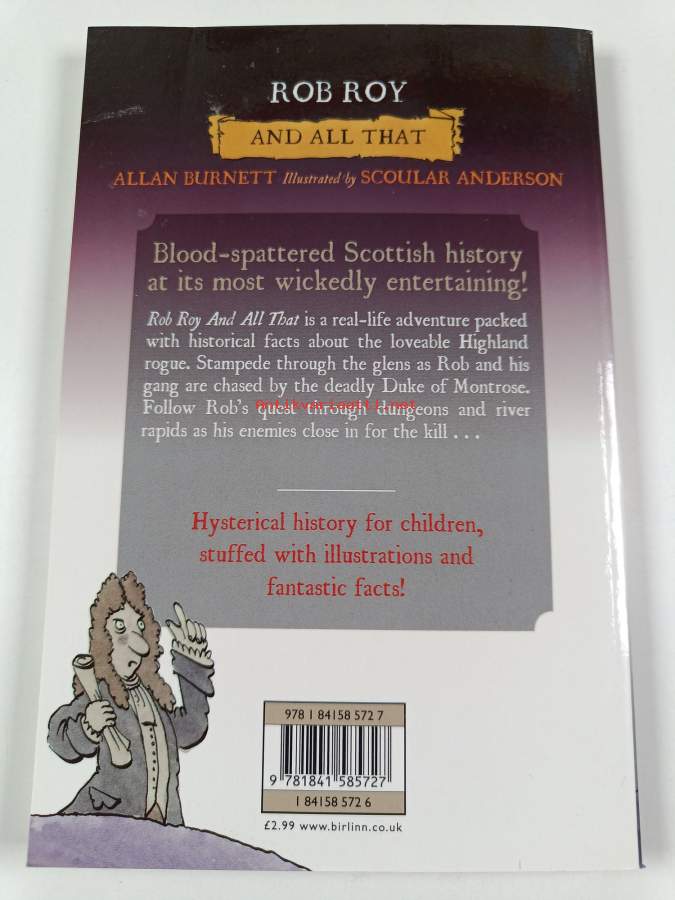 ROB ROY
AND ALL THAT
ALLAN BURNETT Illustrated by SCOULAR ANDERSON
Blood-spattered Scottish history
at its most wickedly entertaining!
Rob Roy And All That is a real-life adventure packed
with historical facts about the loveable Highland
rogue. Stampede through the glens as Rob and his
gang are chased by the deadly Duke of Montrose.
Follow Rob's quest through dungeons and river
Antikvariaatti.net
rapids as his enemies close in for the kill . . .
Hysterical history for children,
stuffed with illustrations and
fantastic facts!
978 1 84158 572 7
9 781841 585727
1 84158 572 6
£2.99 www.birlinn.co.uk